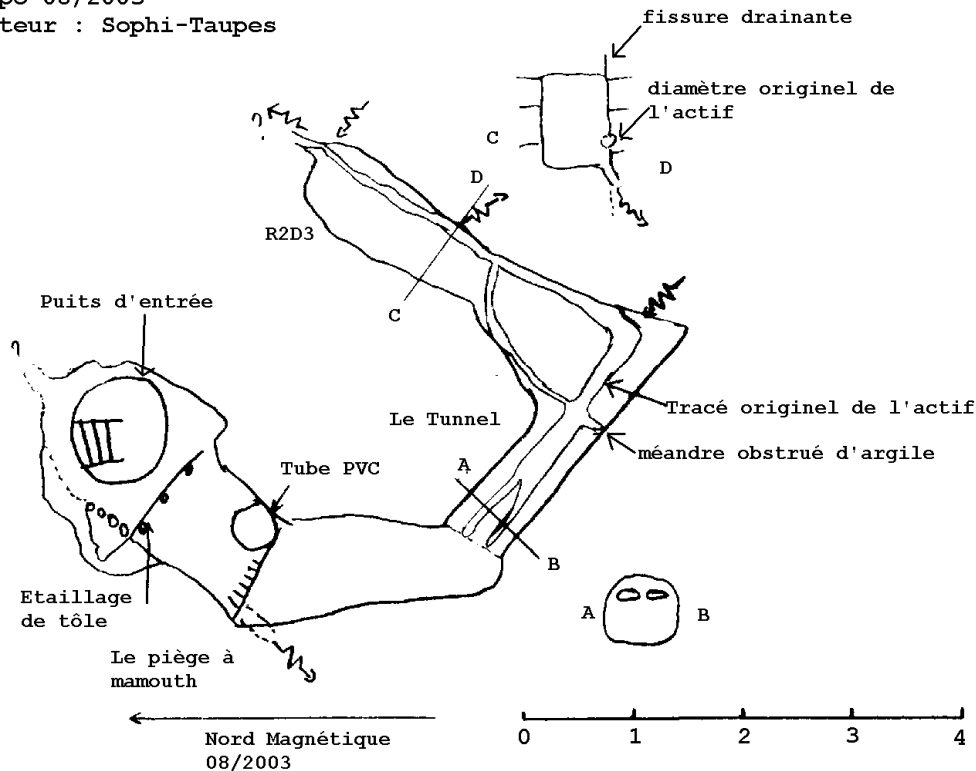 po 08/2003
teur : Sophi-Taupes
fissure drainante
diamètre originel de
l'actif
C
D
?
D
R2D3
C
Puits d'entrée
?
Le Tunnel
Tracé originel de l'actif
méandre obstrué d'argile
A
Tube PVC
B
Etaillage
de tôle
A
B
Le piège à
mamouth
Nord Magnétique
08/2003
0 1 2 3 4